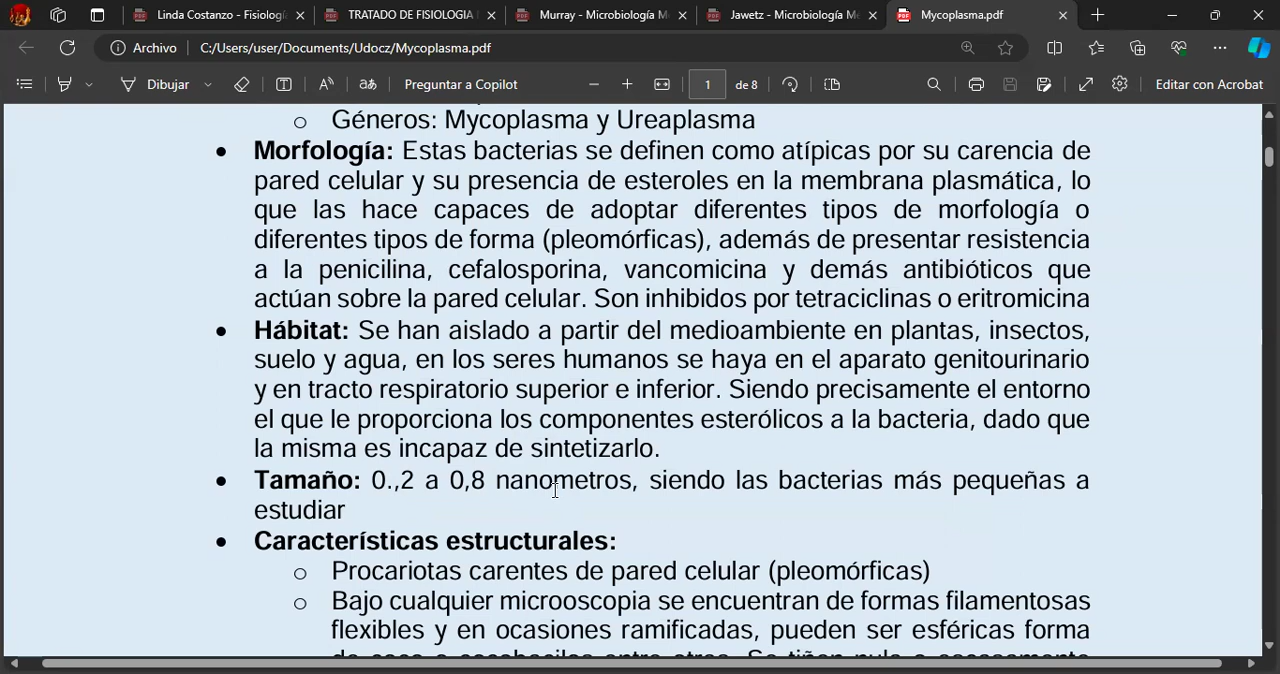 Linda Costanzo - Fisiologí
TRATADO DE FISIOLOGIA
Murray - Microbiología M
Jawetz - Microbiología Me
Mycoplasma.pdf
Archivo C:/Users/user/Documents/Udocz/Mycoplasma.pdf
Dibujar Preguntar a Copilot 1 de 8 Editar con Acrobat
o Géneros: Mycoplasma y Ureaplasma
• Morfología: Estas bacterias se definen como atípicas por su carencia de
pared celular y su presencia de esteroles en la membrana plasmática, lo
que las hace capaces de adoptar diferentes tipos de morfología o
diferentes tipos de forma (pleomórficas), además de presentar resistencia
a la penicilina, cefalosporina, vancomicina y demás antibióticos que
actúan sobre la pared celular. Son inhibidos por tetraciclinas o eritromicina
• Hábitat: Se han aislado a partir del medioambiente en plantas, insectos,
suelo y agua, en los seres humanos se haya en el aparato genitourinario
y en tracto respiratorio superior e inferior. Siendo precisamente el entorno
el que le proporciona los componentes esterólicos a la bacteria, dado que
la misma es incapaz de sintetizarlo.
• Tamaño: 0.,2 a 0,8 nanometros, siendo las bacterias más pequeñas a
estudiar
• Características estructurales:
o Procariotas carentes de pared celular (pleomórficas)
o Bajo cualquier microoscopia se encuentran de formas filamentosas
flexibles y en ocasiones ramificadas, pueden ser esféricas forma